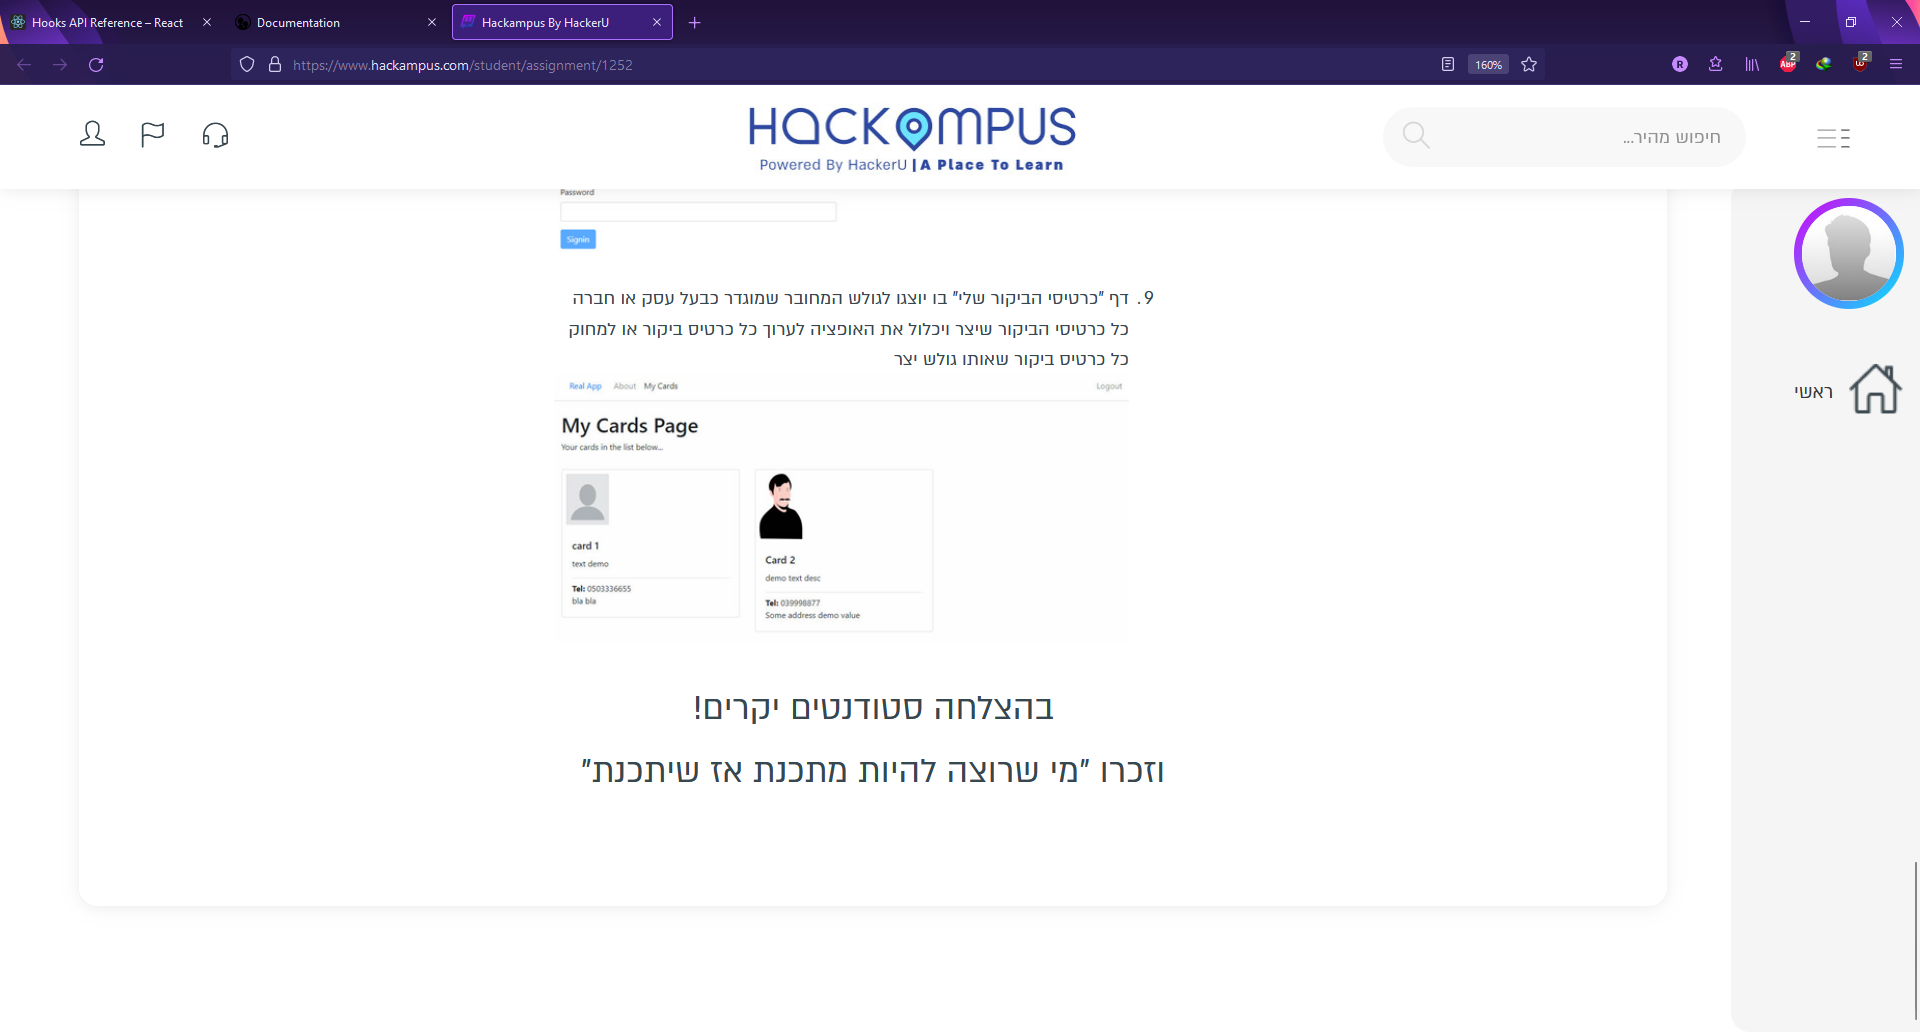 Hooks API Reference – React
Documentation
Hackampus By HackerU
https://www.hackampus.com/student/assignment/1252
160%
R
ABP
2
2
HACKAMPUS
Powered By HackerU | A Place To Learn
חיפוש מהיר...
ראשי
Password
Signin
9. דף "כרטיסי הביקור שלי" בו יוצגו לגולש המחובר שמוגדר כבעל עסק או חברה
כל כרטיסי הביקור שיצר ויכלול את האופציה לערוך כל כרטיס ביקור או למחוק
כל כרטיס ביקור שאותו גולש יצר
Real App About My Cards Logout
My Cards Page
Your cards in the list below...
card 1
text demo
Tel: 0503336655
bla bla
Card 2
demo text desc
Tel: 039998877
Some address demo value
בהצלחה סטודנטים יקרים!
וזכרו "מי שרוצה להיות מתכנת אז שיתכנת"